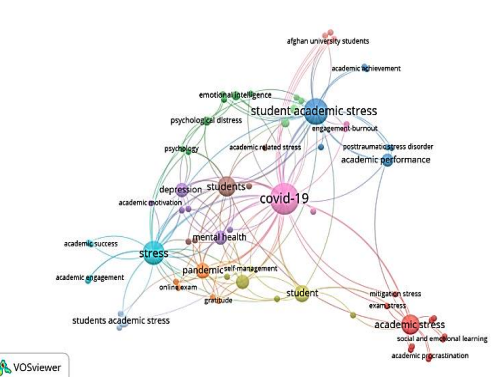 afghan university students
academic achievement
emotional intelligence
student academic stress
psychological distress
engagement burnout
psychology
academic related stress
posttraumatic stress disorder
academic performance
depression
students
covid-19
academic motivation
mental health
academic success
stress
pandemic
self-management
academic engagement
online exam
gratitude
student
mitigation stress
exam stress
students academic stress
academic stress
social and emotional learning
academic procrastination
VOSviewer